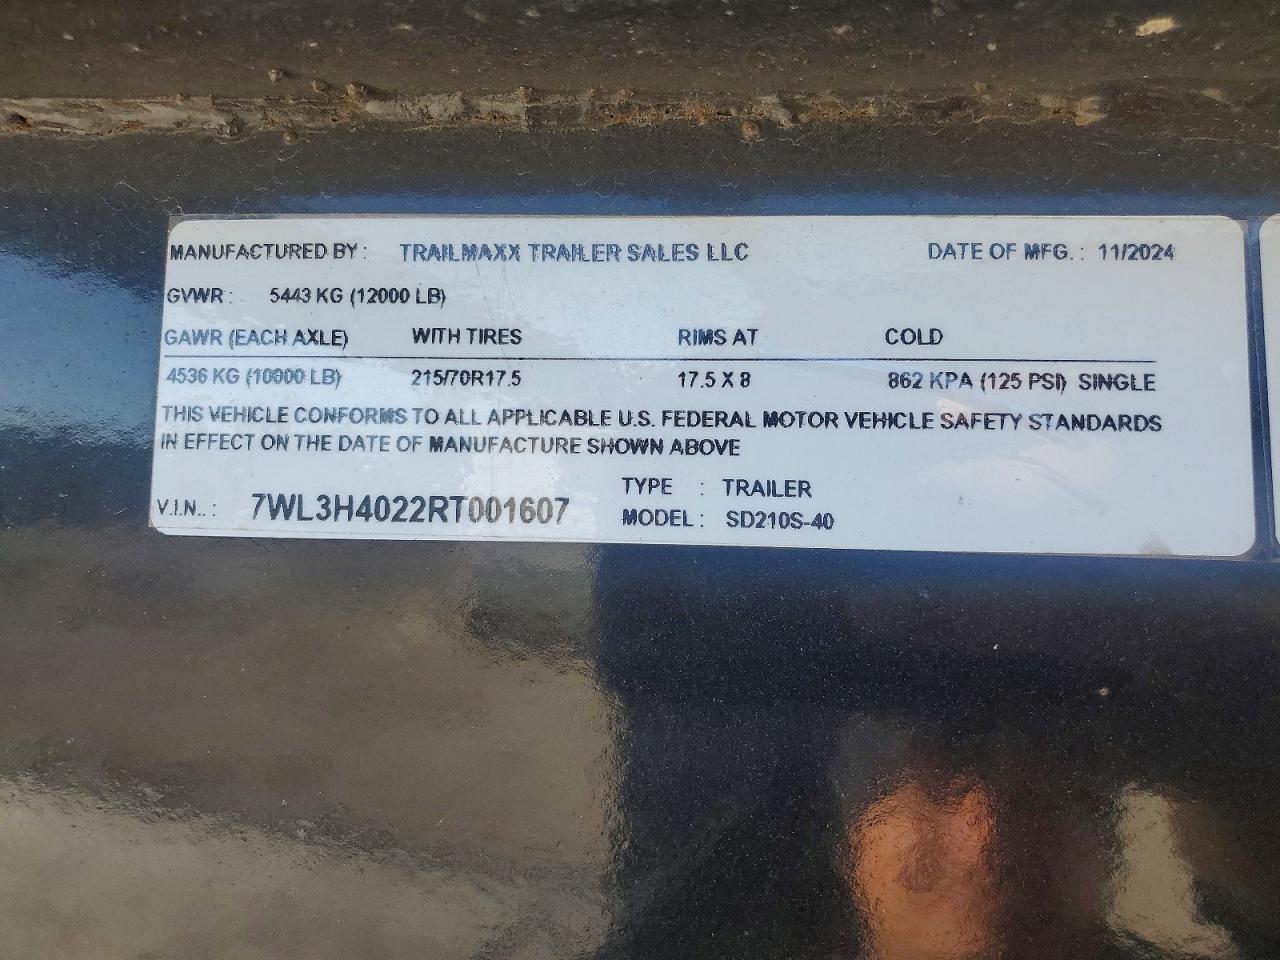 MANUFACTURED BY : TRAILMAXX TRAILER SALES LLC DATE OF MFG. : 11/2024
GVWR : 5443 KG (12000 LB)
GAWR (EACH AXLE) WITH TIRES RIMS AT COLD
4536 KG (10000 LB) 215/70R17.5 17.5 X 8 862 KPA (125 PSI) SINGLE
THIS VEHICLE CONFORMS TO ALL APPLICABLE U.S. FEDERAL MOTOR VEHICLE SAFETY STANDARDS
IN EFFECT ON THE DATE OF MANUFACTURE SHOWN ABOVE
V.I.N.. : 7WL3H4022RT001607
TYPE : TRAILER
MODEL : SD210S-40